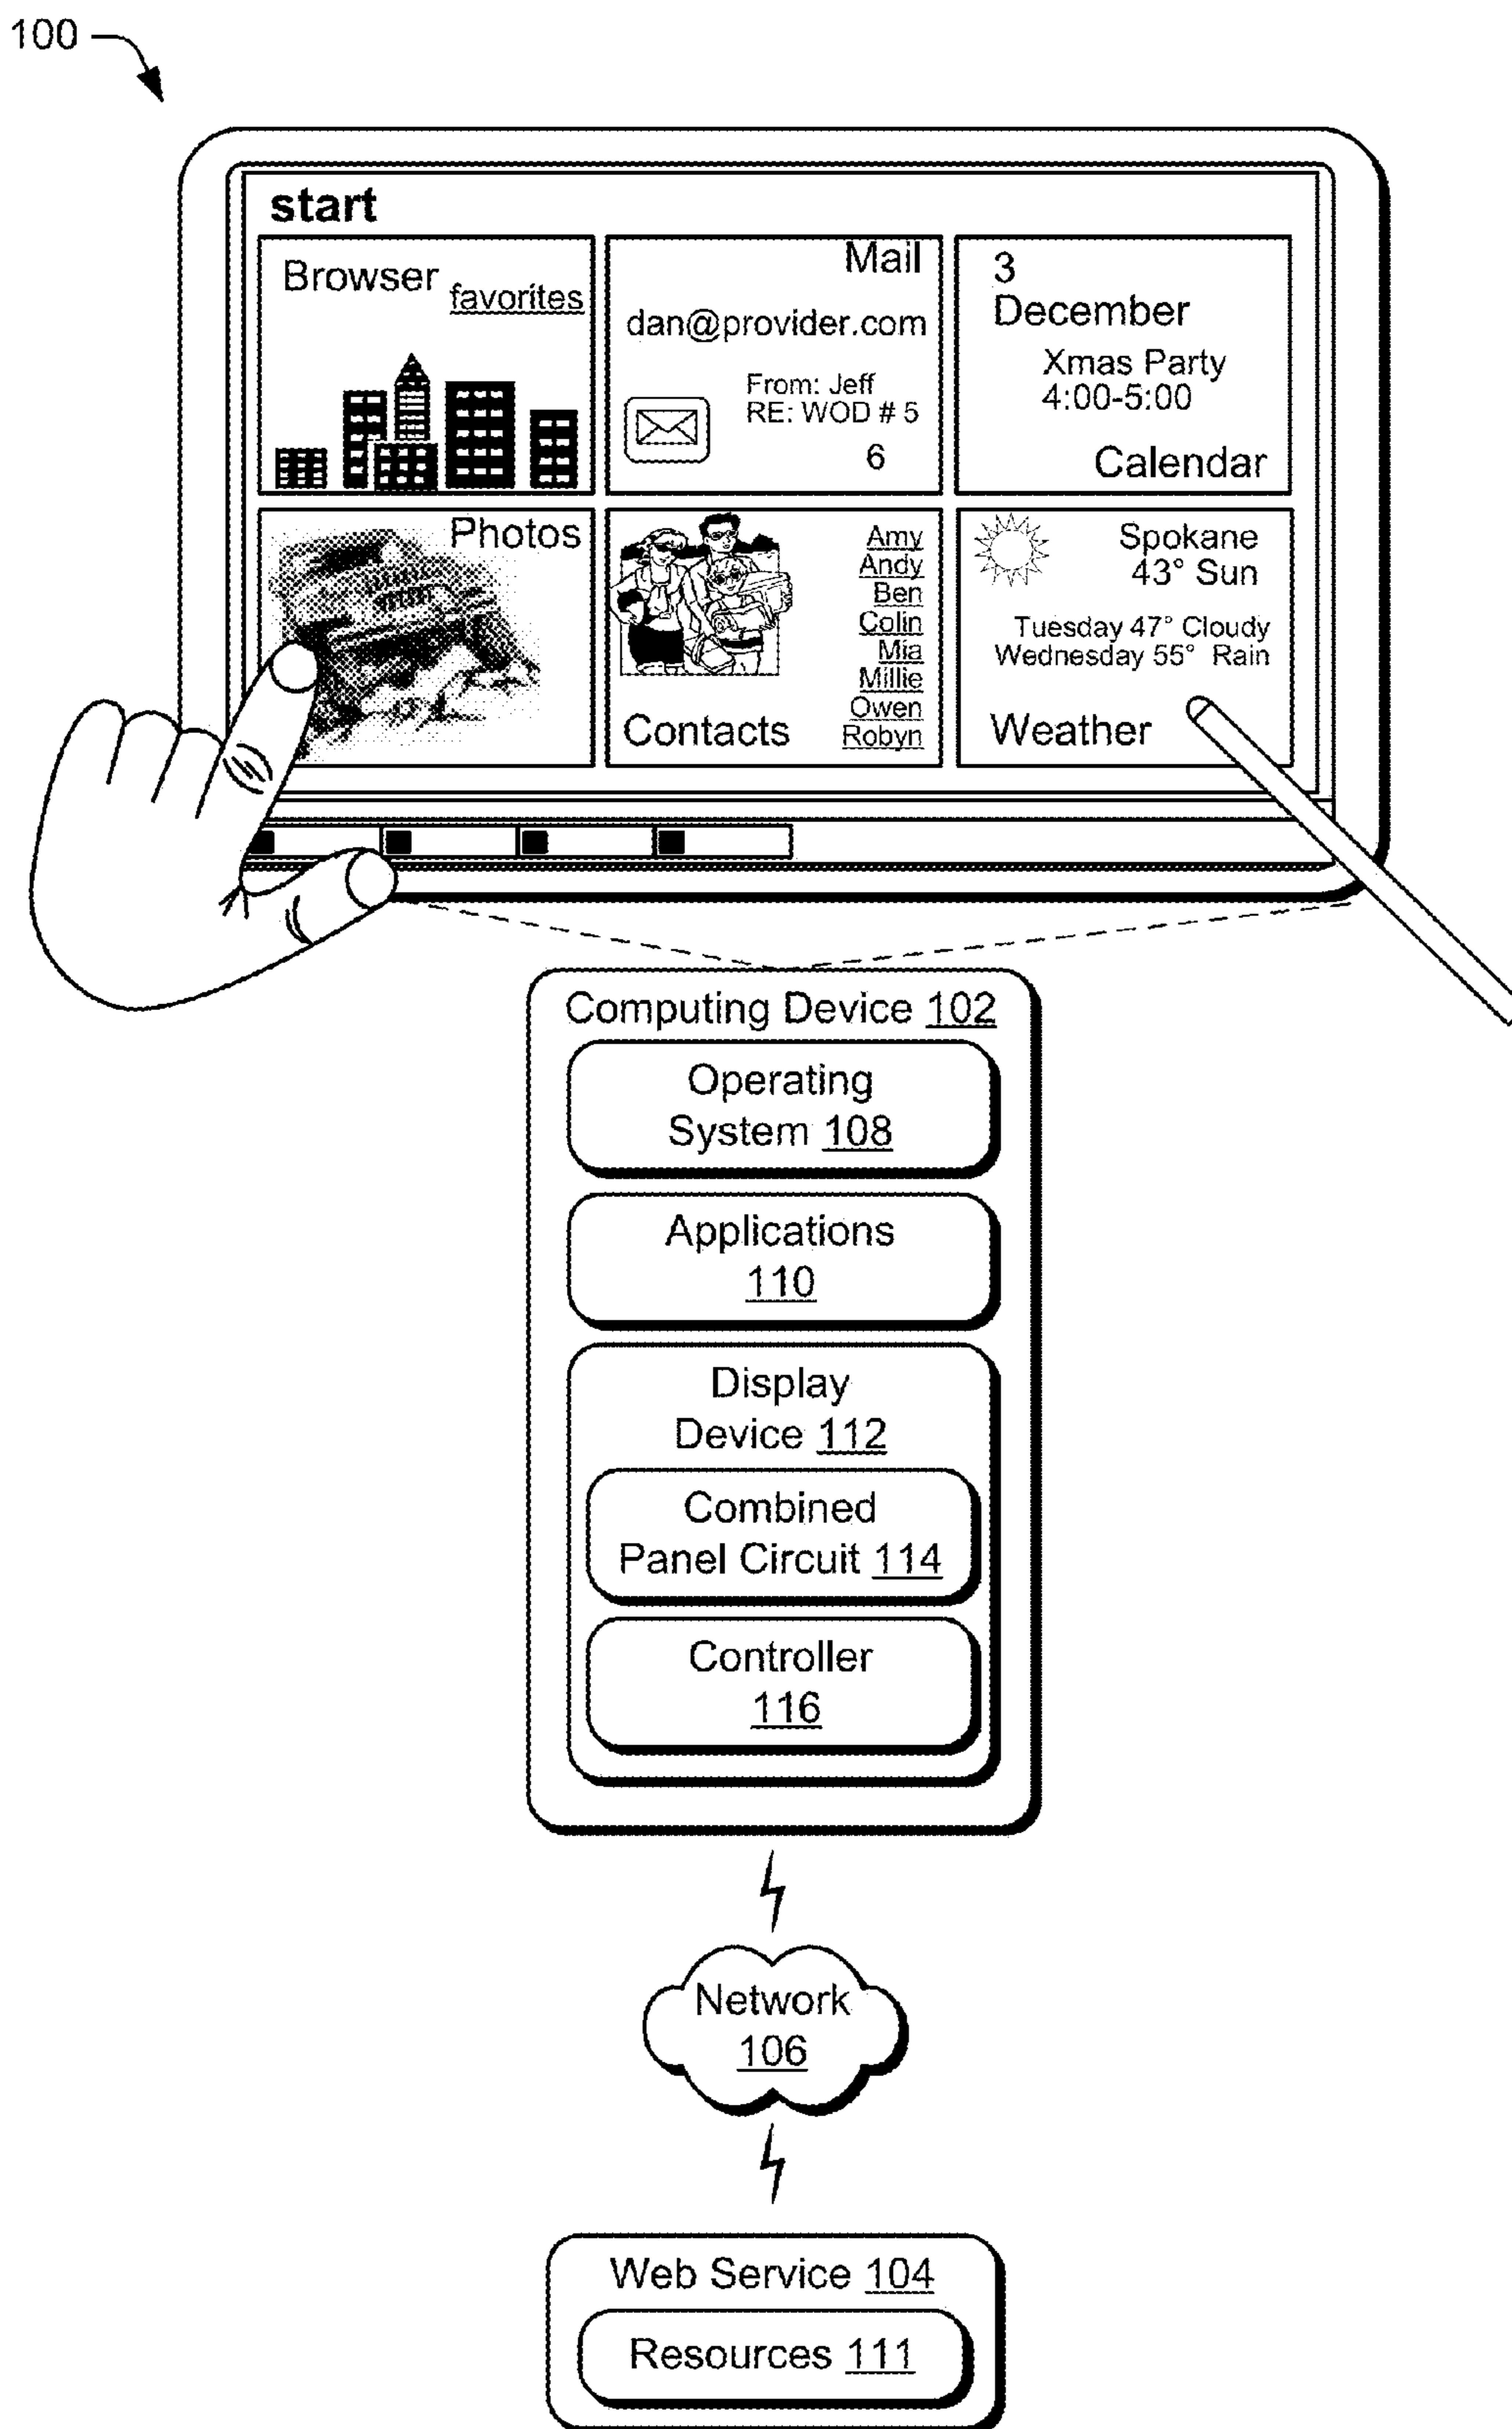 100
start
Browser
favorites
Mail
dan@provider.com
From: Jeff
RE: WOD # 5
6
3
December
Xmas Party
4:00-5:00
Calendar
Photos
Contacts
Amy
Andy
Ben
Colin
Mia
Millie
Owen
Robyn
Spokane
43° Sun
Tuesday 47° Cloudy
Wednesday 55° Rain
Weather
Computing Device 102
Operating
System 108
Applications
110
Display
Device 112
Combined
Panel Circuit 114
Controller
116
Network
106
Web Service 104
Resources 111